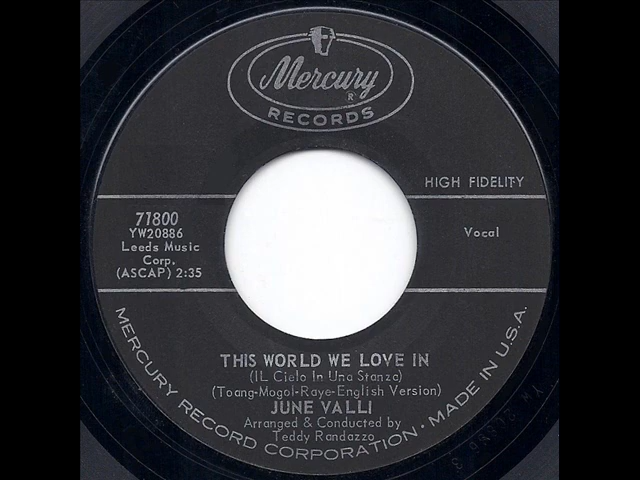 Mercury
R
RECORDS
HIGH FIDELITY
71800
YW20886
Leeds Music
Corp.
(ASCAP) 2:35
Vocal
THIS WORLD WE LOVE IN
(IL Cielo In Una Stanza)
(Toang-Mogol-Raye-English Version)
JUNE VALLI
Arranged & Conducted by
Teddy Randazzo
MERCURY RECORD CORPORATION · MADE IN U.S.A.